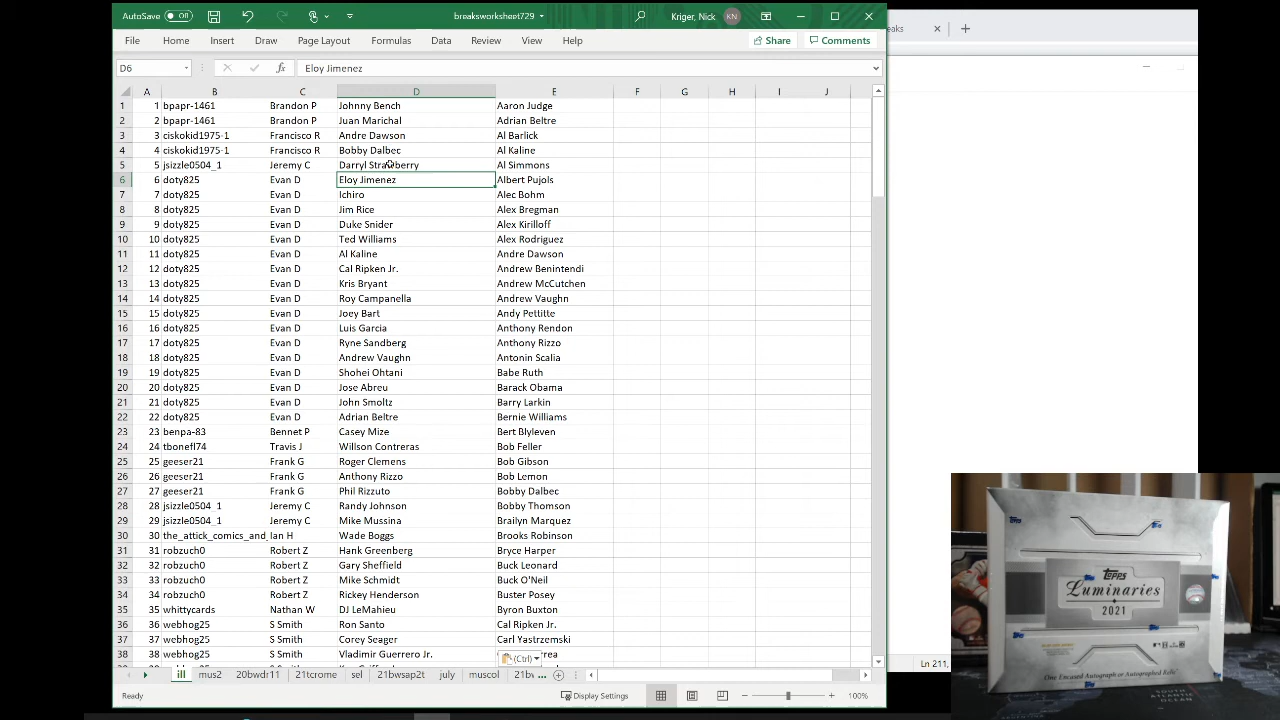 AutoSave Off breaksworksheet729 Kriger, Nick KN
File Home Insert Draw Page Layout Formulas Data Review View Help Share Comments
D6 fx Eloy Jimenez
A B C D E F G H I J
1 1 bpapr-1461 Brandon P Johnny Bench Aaron Judge
2 2 bpapr-1461 Brandon P Juan Marichal Adrian Beltre
3 3 ciskokid1975-1 Francisco R Andre Dawson Al Barlick
4 4 ciskokid1975-1 Francisco R Bobby Dalbec Al Kaline
5 5 jsizzle0504_1 Jeremy C Darryl Strawberry Al Simmons
6 6 doty825 Evan D Eloy Jimenez Albert Pujols
7 7 doty825 Evan D Ichiro Alec Bohm
8 8 doty825 Evan D Jim Rice Alex Bregman
9 9 doty825 Evan D Duke Snider Alex Kirilloff
10 10 doty825 Evan D Ted Williams Alex Rodriguez
11 11 doty825 Evan D Al Kaline Andre Dawson
12 12 doty825 Evan D Cal Ripken Jr. Andrew Benintendi
13 13 doty825 Evan D Kris Bryant Andrew McCutchen
14 14 doty825 Evan D Roy Campanella Andrew Vaughn
15 15 doty825 Evan D Joey Bart Andy Pettitte
16 16 doty825 Evan D Luis Garcia Anthony Rendon
17 17 doty825 Evan D Ryne Sandberg Anthony Rizzo
18 18 doty825 Evan D Andrew Vaughn Antonin Scalia
19 19 doty825 Evan D Shohei Ohtani Babe Ruth
20 20 doty825 Evan D Jose Abreu Barack Obama
21 21 doty825 Evan D John Smoltz Barry Larkin
22 22 doty825 Evan D Adrian Beltre Bernie Williams
23 23 benpa-83 Bennet P Casey Mize Bert Blyleven
24 24 tbonefl74 Travis J Willson Contreras Bob Feller
25 25 geeser21 Frank G Roger Clemens Bob Gibson
26 26 geeser21 Frank G Anthony Rizzo Bob Lemon
27 27 geeser21 Frank G Phil Rizzuto Bobby Dalbec
28 28 jsizzle0504_1 Jeremy C Randy Johnson Bobby Thomson
29 29 jsizzle0504_1 Jeremy C Mike Mussina Brailyn Marquez
30 30 the_attick_comics_and_ Ian H Wade Boggs Brooks Robinson
31 31 robzuch0 Robert Z Hank Greenberg Bryce Harper
32 32 robzuch0 Robert Z Gary Sheffield Buck Leonard
33 33 robzuch0 Robert Z Mike Schmidt Buck O'Neil
34 34 robzuch0 Robert Z Rickey Henderson Buster Posey
35 35 whittycards Nathan W DJ LeMahieu Byron Buxton
36 36 webhog25 S Smith Ron Santo Cal Ripken Jr.
37 37 webhog25 S Smith Corey Seager Carl Yastrzemski
38 38 webhog25 S Smith Vladimir Guerrero Jr.
(Ctrl)
ill mus2 20bwdr11 21tcrome sel 21bwsap2f july muscol 21bv ...
Ready Display Settings 100%
eaks
Ln 211,
Topps
Luminaries
2021
One Encased Autograph or Autographed Relic